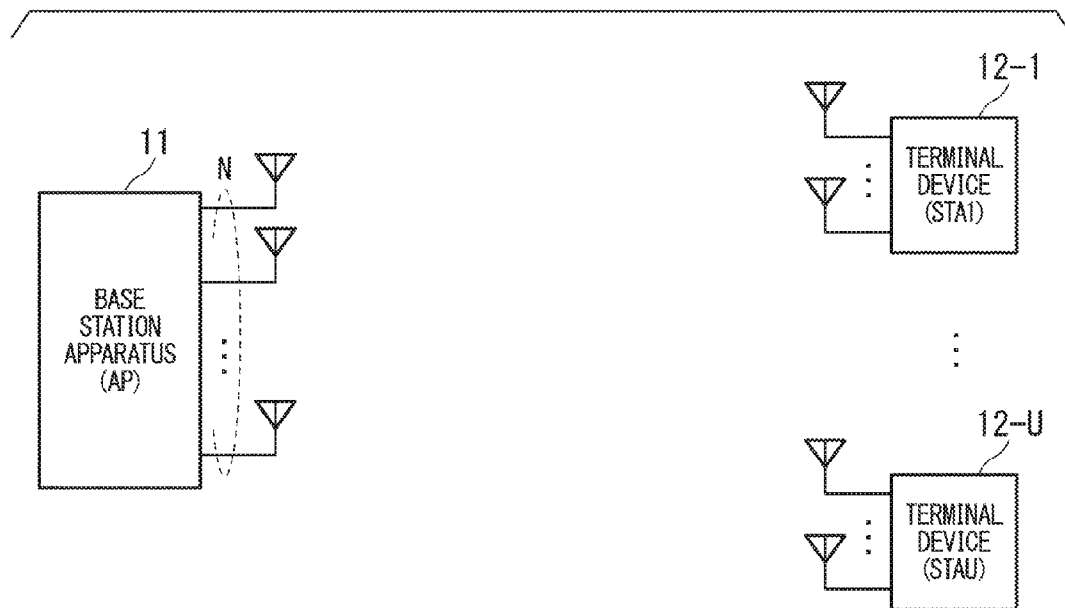 11
N
BASE
STATION
APPARATUS
(AP)
12-1
TERMINAL
DEVICE
(STA1)
12-U
TERMINAL
DEVICE
(STAU)